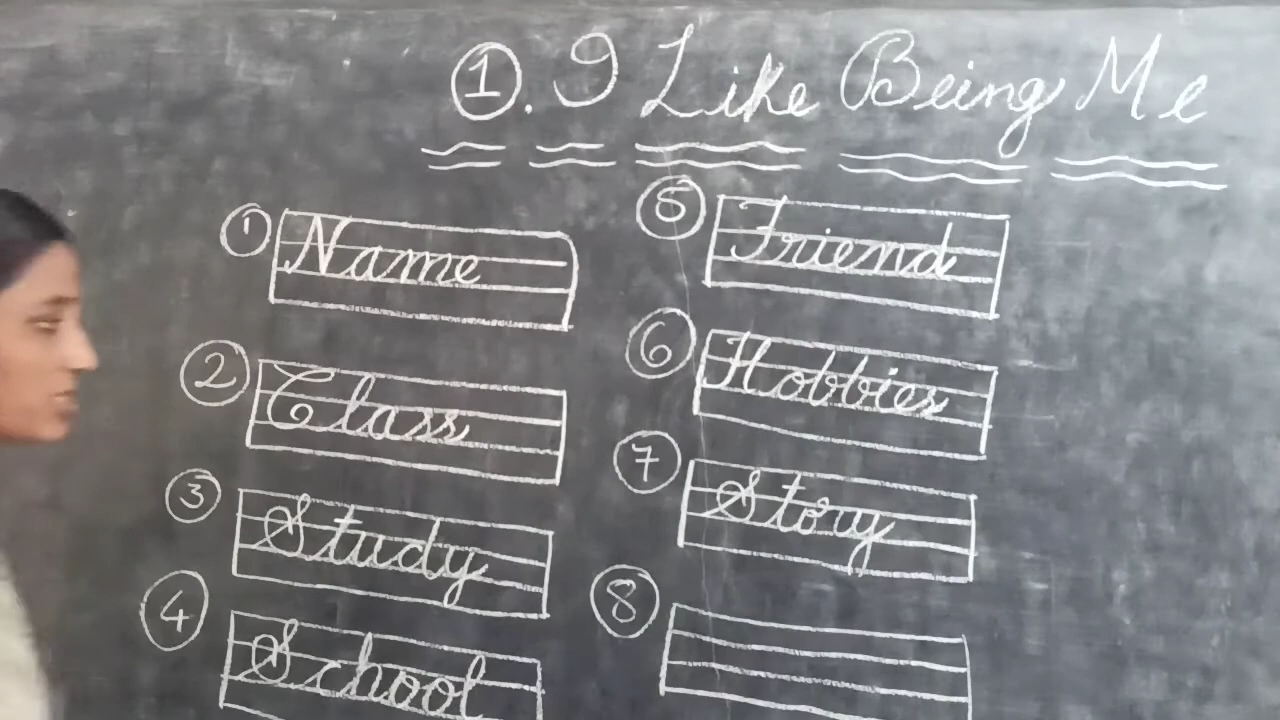 1. I Like Being Me
1 Name
2 Class
3 Study
4 School
5 Friend
6 Hobbies
7 Story
8